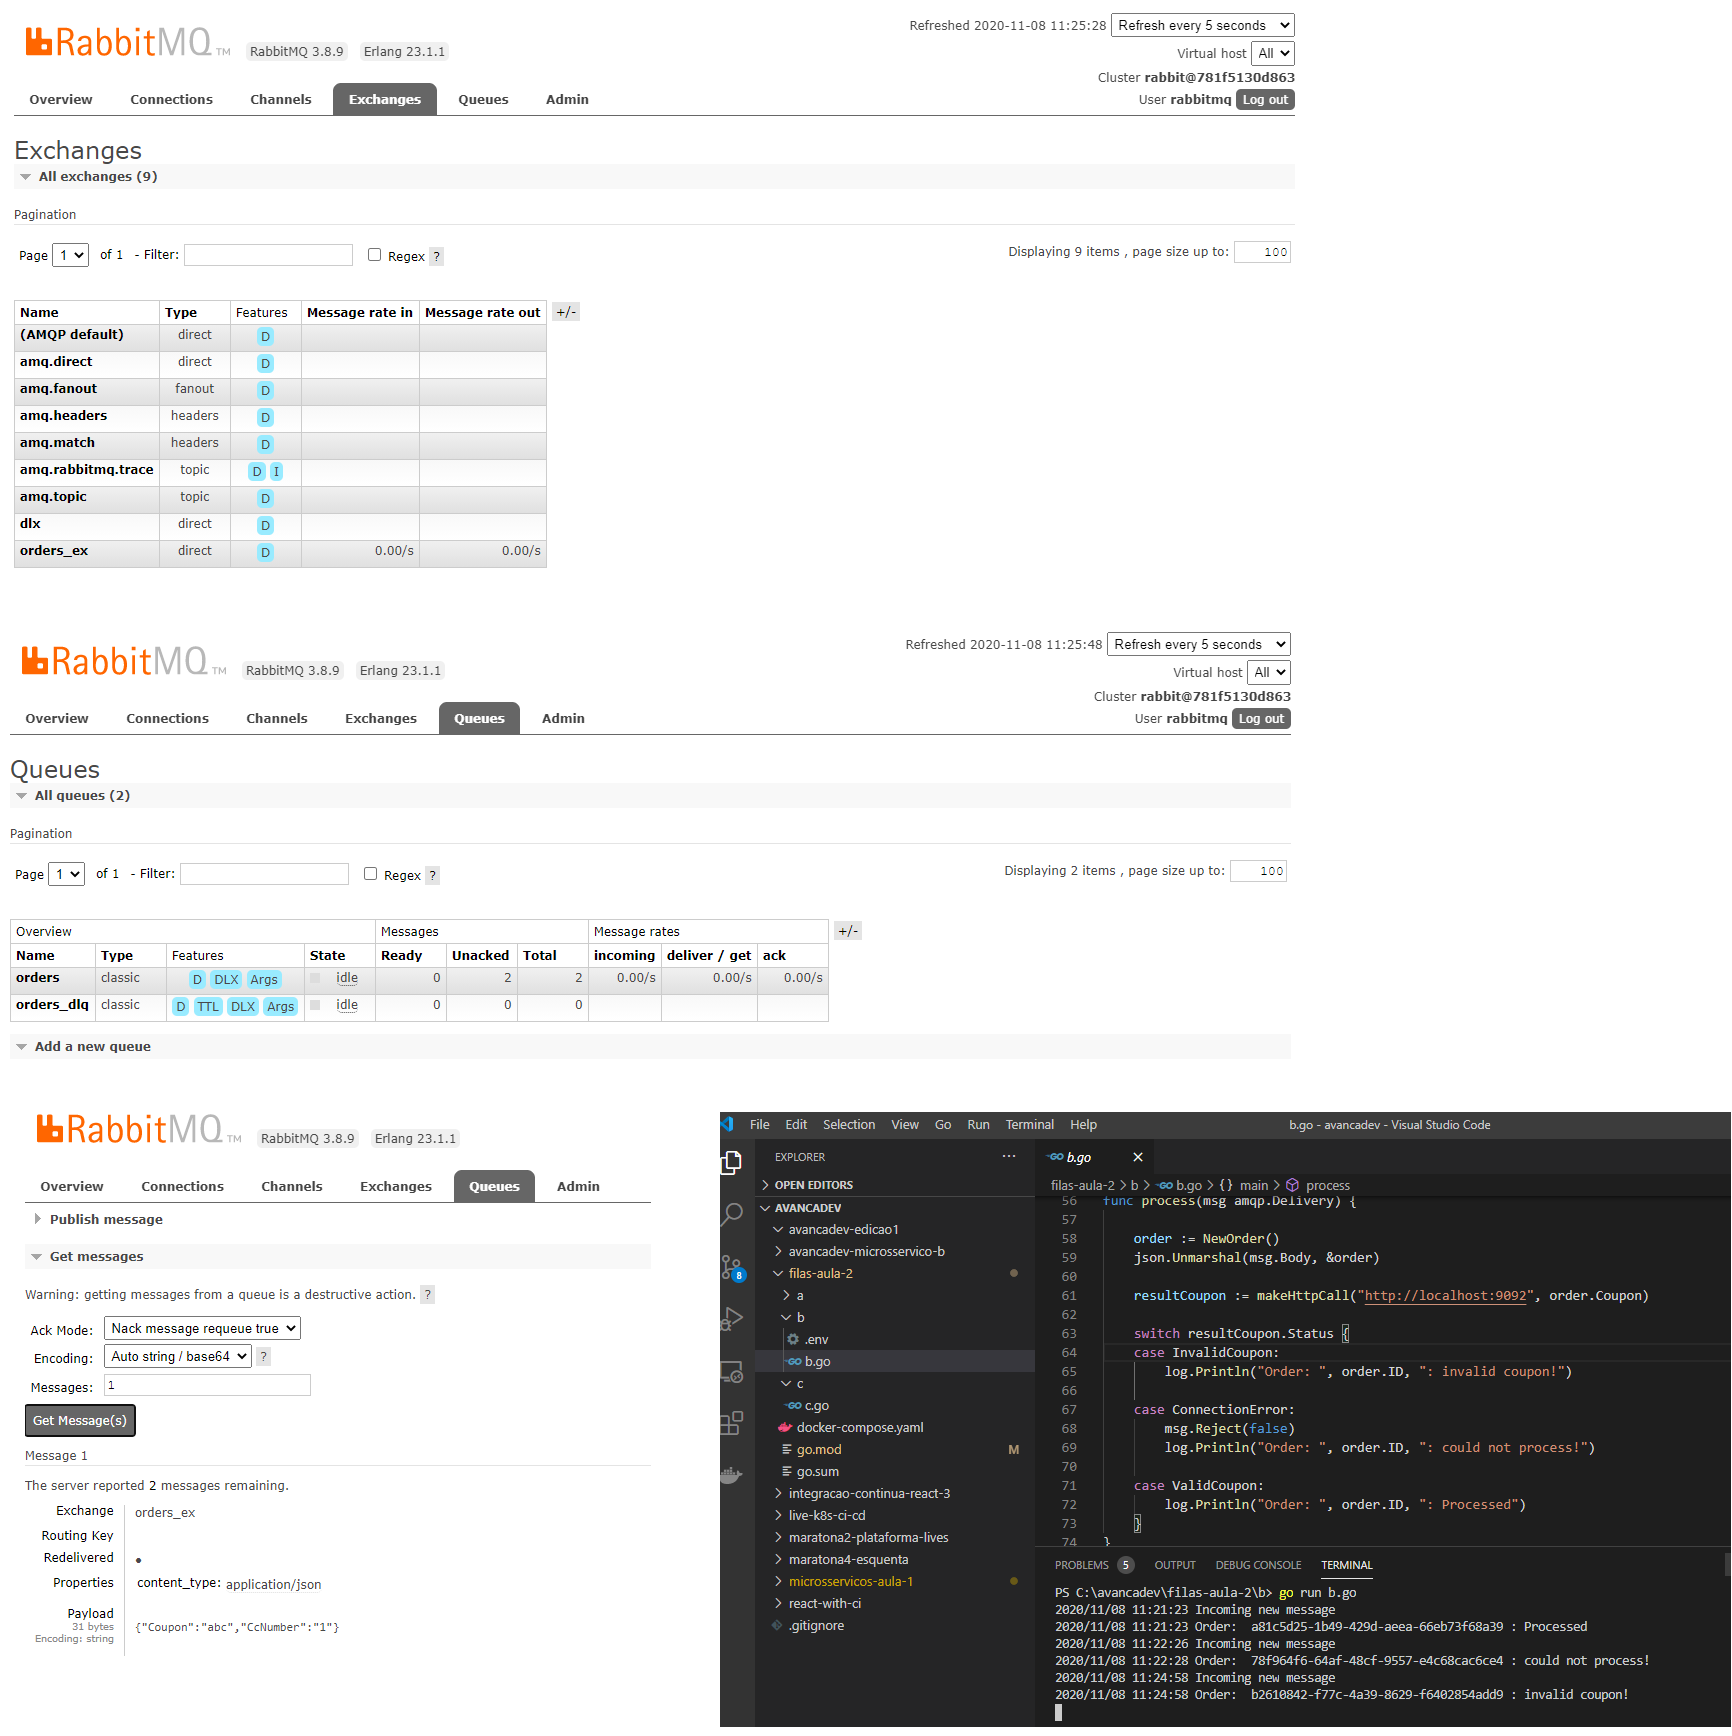 RabbitMQ TM RabbitMQ 3.8.9 Erlang 23.1.1
Refreshed 2020-11-08 11:25:28 Refresh every 5 seconds
Virtual host All
Cluster rabbit@781f5130d863
User rabbitmq Log out
Overview Connections Channels Exchanges Queues Admin
Exchanges
All exchanges (9)
Pagination
Page 1 of 1 - Filter: Regex ? Displaying 9 items , page size up to: 100
Name Type Features Message rate in Message rate out +/-
(AMQP default) direct D
amq.direct direct D
amq.fanout fanout D
amq.headers headers D
amq.match headers D
amq.rabbitmq.trace topic D I
amq.topic topic D
dlx direct D
orders_ex direct D 0.00/s 0.00/s
RabbitMQ TM RabbitMQ 3.8.9 Erlang 23.1.1
Refreshed 2020-11-08 11:25:48 Refresh every 5 seconds
Virtual host All
Cluster rabbit@781f5130d863
User rabbitmq Log out
Overview Connections Channels Exchanges Queues Admin
Queues
All queues (2)
Pagination
Page 1 of 1 - Filter: Regex ? Displaying 2 items , page size up to: 100
Overview Messages Message rates +/-
Name Type Features State Ready Unacked Total incoming deliver / get ack
orders classic D DLX Args idle 0 2 2 0.00/s 0.00/s 0.00/s
orders_dlq classic D TTL DLX Args idle 0 0 0
Add a new queue
RabbitMQ TM RabbitMQ 3.8.9 Erlang 23.1.1
Overview Connections Channels Exchanges Queues Admin
Publish message
Get messages
Warning: getting messages from a queue is a destructive action. ?
Ack Mode: Nack message requeue true
Encoding: Auto string / base64 ?
Messages: 1
Get Message(s)
Message 1
The server reported 2 messages remaining.
Exchange orders_ex
Routing Key
Redelivered ●
Properties content_type: application/json
Payload
31 bytes
Encoding: string
{"Coupon":"abc","CcNumber":"1"}
File Edit Selection View Go Run Terminal Help b.go - avancadev - Visual Studio Code
EXPLORER ···
OPEN EDITORS
AVANCADEV
avancadev-edicao1
avancadev-microsservico-b
filas-aula-2
a
b
.env
b.go
c
c.go
docker-compose.yaml
go.mod M
go.sum
integracao-continua-react-3
live-k8s-ci-cd
maratona2-plataforma-lives
maratona4-esquenta
microsservicos-aula-1
react-with-ci
.gitignore
8
b.go
filas-aula-2 > b > b.go > {} main > process
56 func process(msg amqp.Delivery) {
57
58 order := NewOrder()
59 json.Unmarshal(msg.Body, &order)
60
61 resultCoupon := makeHttpCall("http://localhost:9092", order.Coupon)
62
63 switch resultCoupon.Status {
64 case InvalidCoupon:
65 log.Println("Order: ", order.ID, ": invalid coupon!")
66
67 case ConnectionError:
68 msg.Reject(false)
69 log.Println("Order: ", order.ID, ": could not process!")
70
71 case ValidCoupon:
72 log.Println("Order: ", order.ID, ": Processed")
73 }
74 }
PROBLEMS 5 OUTPUT DEBUG CONSOLE TERMINAL
PS C:\avancadev\filas-aula-2\b> go run b.go
2020/11/08 11:21:23 Incoming new message
2020/11/08 11:21:23 Order:  a81c5d25-1b49-429d-aeea-66eb73f68a39 : Processed
2020/11/08 11:22:26 Incoming new message
2020/11/08 11:22:28 Order:  78f964f6-64af-48cf-9557-e4c68cac6ce4 : could not process!
2020/11/08 11:24:58 Incoming new message
2020/11/08 11:24:58 Order:  b2610842-f77c-4a39-8629-f6402854add9 : invalid coupon!